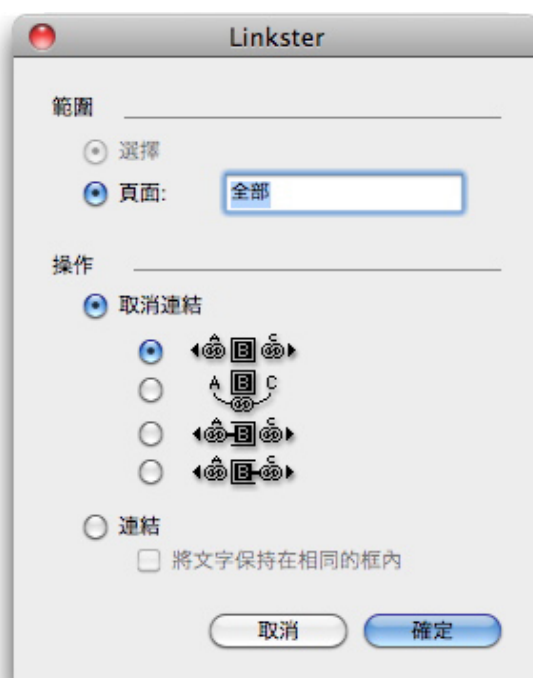 Linkster
範圍
選擇
頁面: 全部
操作
取消連結
A B C
A B C
A B C
A B C
連結
將文字保持在相同的框內
取消 確定